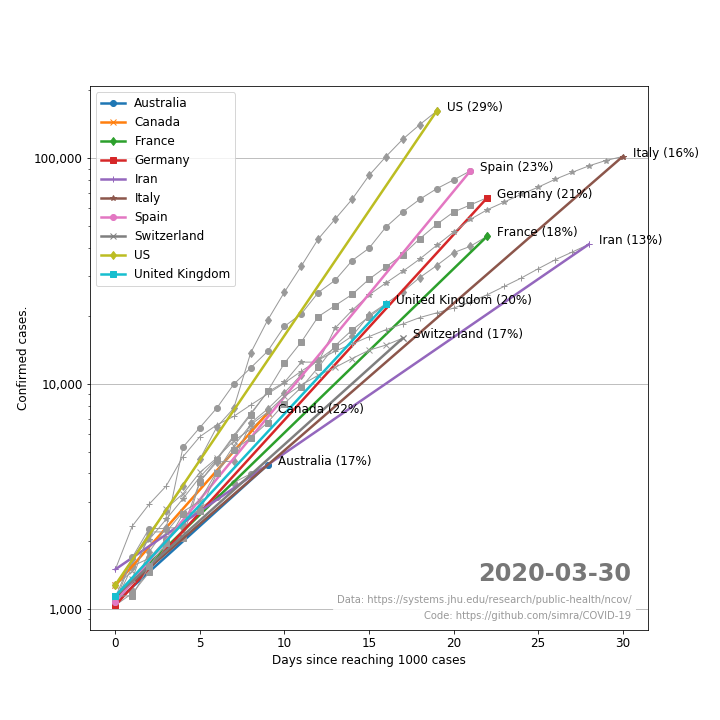 Australia
Canada
France
Germany
Iran
Italy
Spain
Switzerland
US
United Kingdom
US (29%)
Italy (16%)
Spain (23%)
Germany (21%)
France (18%)
Iran (13%)
United Kingdom (20%)
Switzerland (17%)
Canada (22%)
Australia (17%)
100,000
10,000
1,000
Confirmed cases.
2020-03-30
Data: https://systems.jhu.edu/research/public-health/ncov/
Code: https://github.com/simra/COVID-19
0 5 10 15 20 25 30
Days since reaching 1000 cases